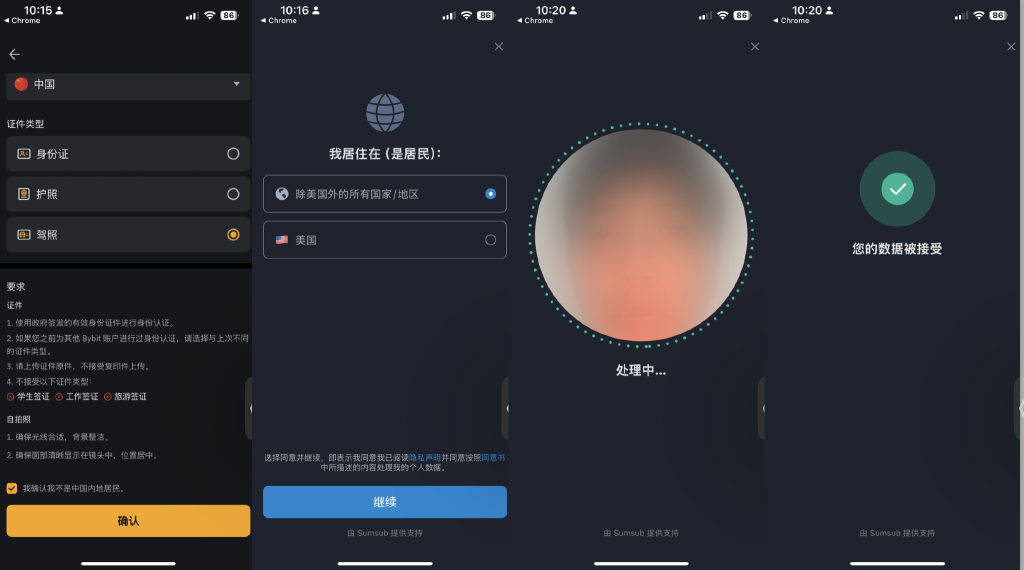 10:15
86
◀ Chrome
中国
证件类型
身份证
护照
驾照
要求
证件
1. 使用政府签发的有效身份证件进行身份认证。
2. 如果您之前为其他 Bybit 账户进行过身份认证，请选择与上次不同
的证件类型。
3. 请上传证件原件，不接受复印件上传。
4. 不接受以下证件类型：
学生签证 工作签证 旅游签证
自拍照
1. 确保光线合适，背景整洁。
2. 确保面部清晰显示在镜头中，位置居中。
我确认我不是中国内地居民。
确认
10:16
86
◀ Chrome
我居住在 (是居民)：
除美国外的所有国家/地区
美国
选择同意并继续，即表示我同意我已阅读隐私声明并同意按照同意书
中所描述的内容处理我的个人数据。
继续
由 Sumsub 提供支持
10:20
86
◀ Chrome
处理中...
由 Sumsub 提供支持
10:20
86
◀ Chrome
您的数据被接受
由 Sumsub 提供支持